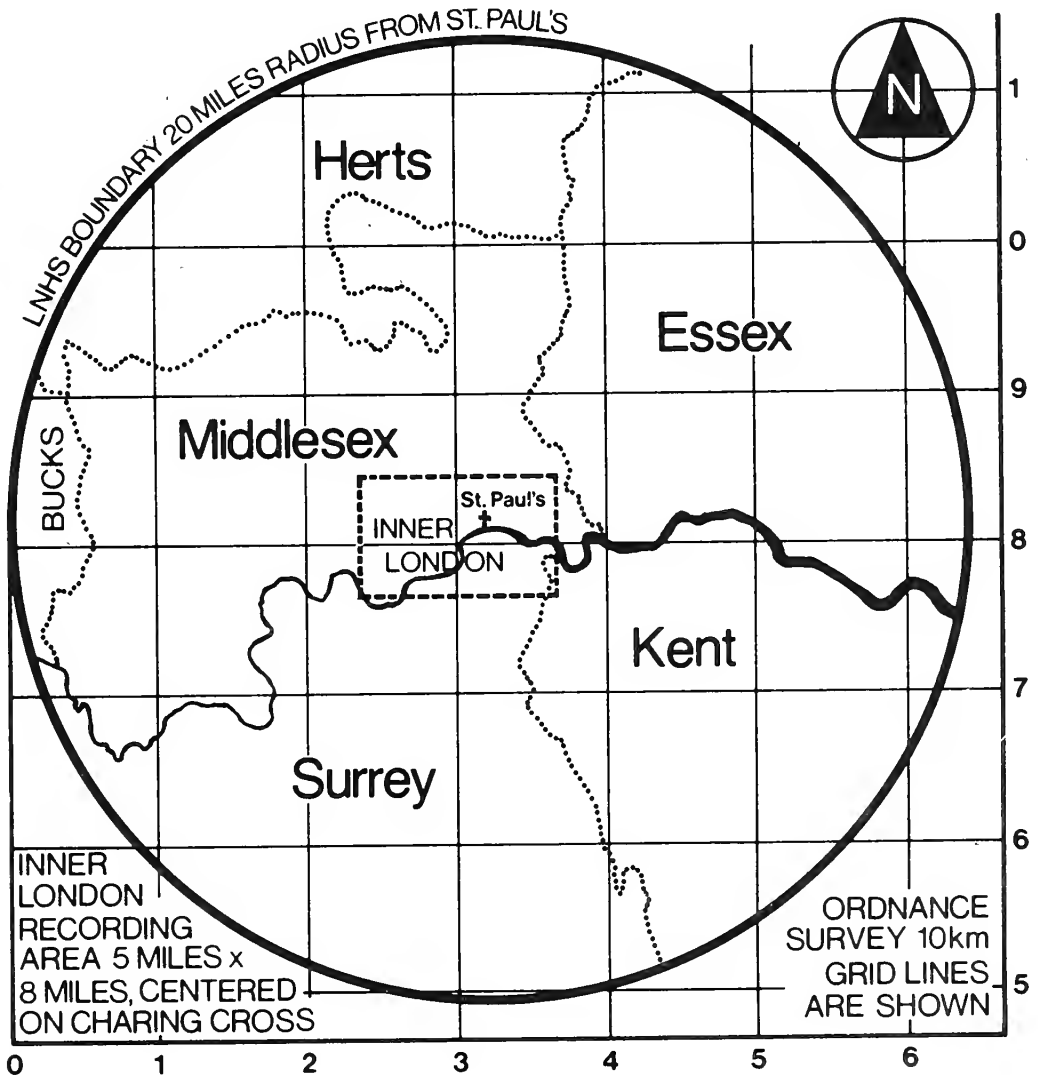 LNHS BOUNDARY 20 MILES RADIUS FROM ST. PAUL'S
N
Herts
Essex
Middlesex
BUCKS
St. Paul's
INNER
LONDON
Kent
Surrey
1
0
9
8
7
6
5
INNER
LONDON
RECORDING
AREA 5 MILES x
8 MILES, CENTERED
ON CHARING CROSS
ORDNANCE
SURVEY 10km
GRID LINES
ARE SHOWN
0 1 2 3 4 5 6